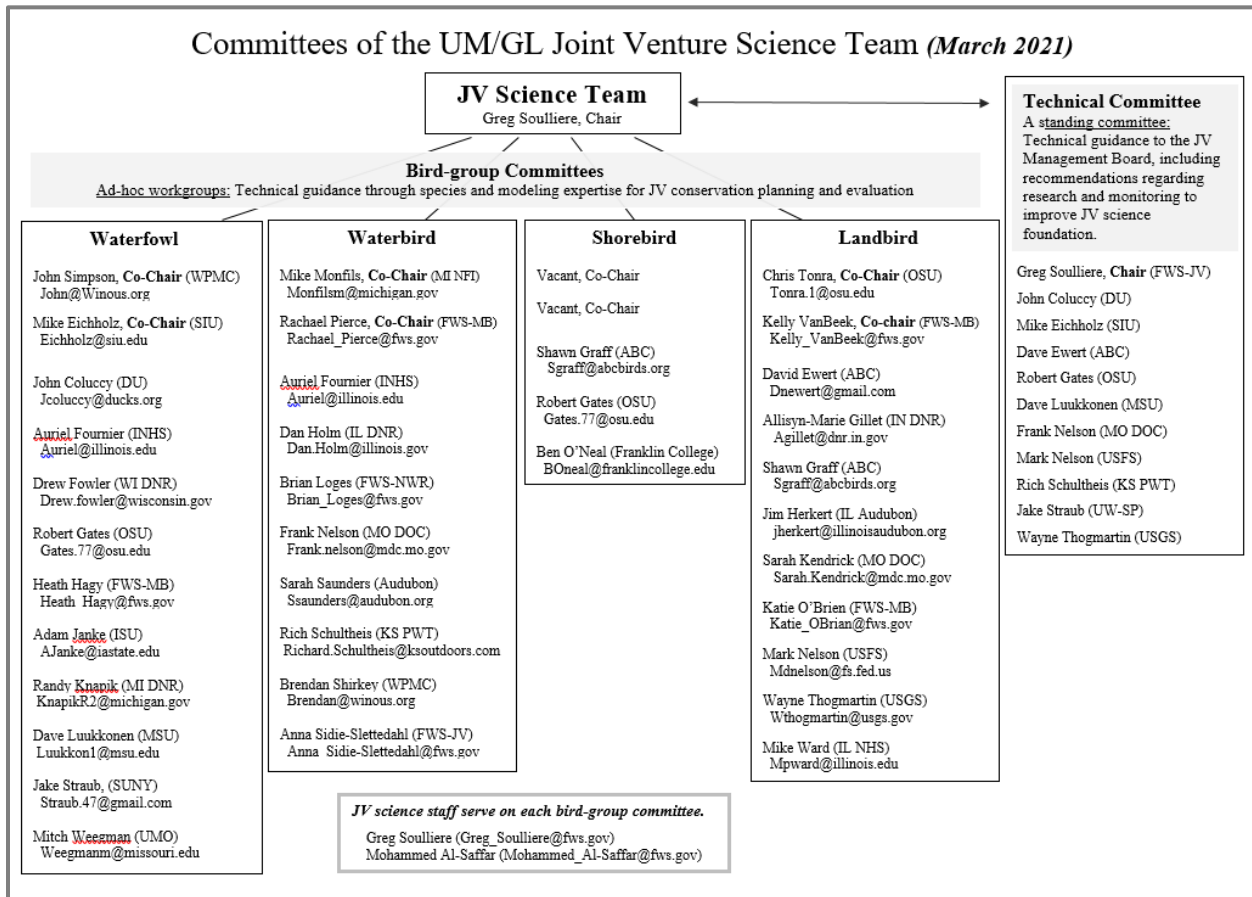 Committees of the UM/GL Joint Venture Science Team (March 2021)
JV Science Team
Greg Soulliere, Chair
Bird-group Committees
Ad-hoc workgroups: Technical guidance through species and modeling expertise for JV conservation planning and evaluation
Waterfowl
John Simpson, Co-Chair (WPMC)
John@Winous.org
Mike Eichholz, Co-Chair (SIU)
Eichholz@siu.edu
John Coluccy (DU)
Jcoluccy@ducks.org
Auriel Fournier (INHS)
Auriel@illinois.edu
Drew Fowler (WI DNR)
Drew.fowler@wisconsin.gov
Robert Gates (OSU)
Gates.77@osu.edu
Heath Hagy (FWS-MB)
Heath_Hagy@fws.gov
Adam Janke (ISU)
AJanke@iastate.edu
Randy Knapik (MI DNR)
KnapikR2@michigan.gov
Dave Luukkonen (MSU)
Luukkon1@msu.edu
Jake Straub, (SUNY)
Straub.47@gmail.com
Mitch Weegman (UMO)
Weegmanm@missouri.edu
Waterbird
Mike Monfils, Co-Chair (MI NFI)
Monfilsm@michigan.gov
Rachael Pierce, Co-Chair (FWS-MB)
Rachael_Pierce@fws.gov
Auriel Fournier (INHS)
Auriel@illinois.edu
Dan Holm (IL DNR)
Dan.Holm@illinois.gov
Brian Loges (FWS-NWR)
Brian_Loges@fws.gov
Frank Nelson (MO DOC)
Frank.nelson@mdc.mo.gov
Sarah Saunders (Audubon)
Ssaunders@audubon.org
Rich Schultheis (KS PWT)
Richard.Schultheis@ksoutdoors.com
Brendan Shirkey (WPMC)
Brendan@winous.org
Anna Sidie-Slettedahl (FWS-JV)
Anna_Sidie-Slettedahl@fws.gov
Shorebird
Vacant, Co-Chair
Vacant, Co-Chair
Shawn Graff (ABC)
Sgraff@abcbirds.org
Robert Gates (OSU)
Gates.77@osu.edu
Ben O’Neal (Franklin College)
BOneal@franklincollege.edu
Landbird
Chris Tonra, Co-Chair (OSU)
Tonra.1@osu.edu
Kelly VanBeek, Co-chair (FWS-MB)
Kelly_VanBeek@fws.gov
David Ewert (ABC)
Dnewert@gmail.com
Allisyn-Marie Gillet (IN DNR)
Agillet@dnr.in.gov
Shawn Graff (ABC)
Sgraff@abcbirds.org
Jim Herkert (IL Audubon)
jherkert@illinoisaudubon.org
Sarah Kendrick (MO DOC)
Sarah.Kendrick@mdc.mo.gov
Katie O’Brien (FWS-MB)
Katie_OBrian@fws.gov
Mark Nelson (USFS)
Mdnelson@fs.fed.us
Wayne Thogmartin (USGS)
Wthogmartin@usgs.gov
Mike Ward (IL NHS)
Mpward@illinois.edu
Technical Committee
A standing committee:
Technical guidance to the JV
Management Board, including
recommendations regarding
research and monitoring to
improve JV science
foundation.
Greg Soulliere, Chair (FWS-JV)
John Coluccy (DU)
Mike Eichholz (SIU)
Dave Ewert (ABC)
Robert Gates (OSU)
Dave Luukkonen (MSU)
Frank Nelson (MO DOC)
Mark Nelson (USFS)
Rich Schultheis (KS PWT)
Jake Straub (UW-SP)
Wayne Thogmartin (USGS)
JV science staff serve on each bird-group committee.
Greg Soulliere (Greg_Soulliere@fws.gov)
Mohammed Al-Saffar (Mohammed_Al-Saffar@fws.gov)